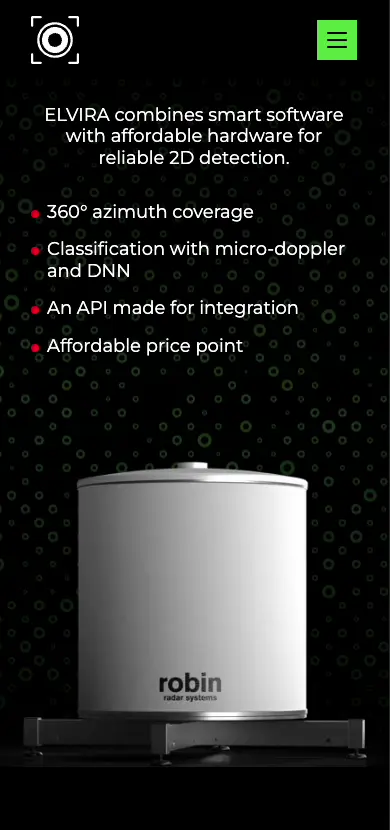 ELVIRA combines smart software
with affordable hardware for
reliable 2D detection.
360° azimuth coverage
Classification with micro-doppler
and DNN
An API made for integration
Affordable price point
robin
radar systems